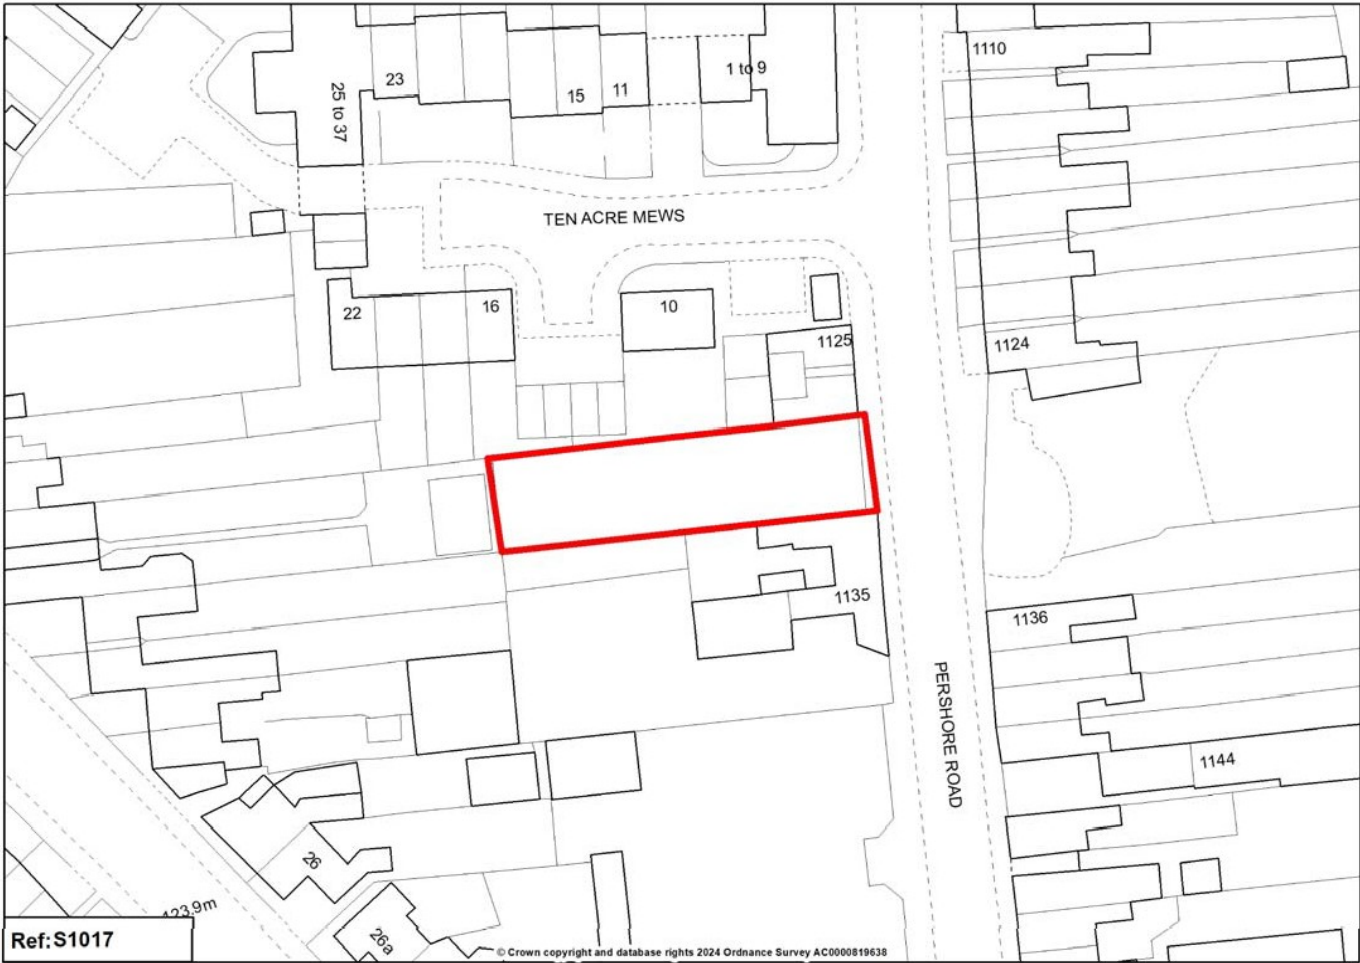 1110
23
1 to 9
25 to 37
15
11
TEN ACRE MEWS
22
16
10
1125
1124
1135
1136
PERSHORE ROAD
1144
26
123.9m
26a
Ref:S1017
© Crown copyright and database rights 2024 Ordnance Survey AC0000819638